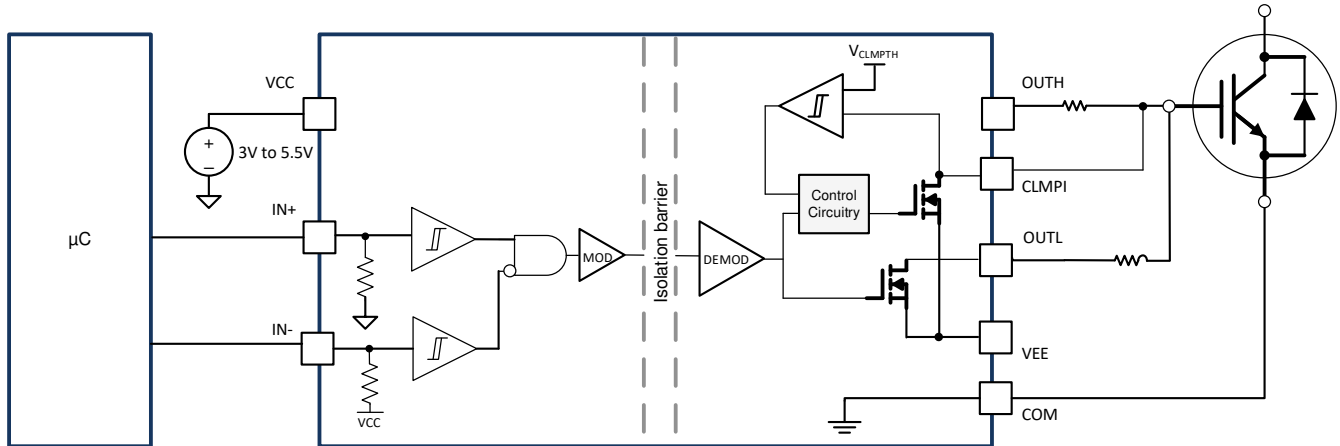 VCLMPTH
VCC
OUTH
+
3V to 5.5V
−
CLMPI
IN+
Control
Circuitry
µC
Isolation barrier
OUTL
MOD
DEMOD
IN-
VEE
VCC
COM